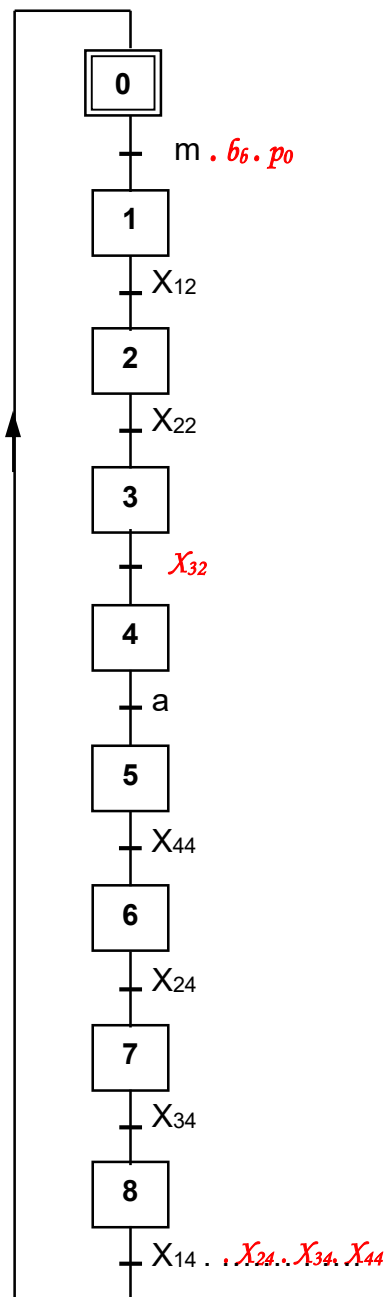 0
m . b₆ . p₀
1
X₁₂
2
X₂₂
3
X₃₂
4
a
5
X₄₄
6
X₂₄
7
X₃₄
8
X₁₄ . X₂₄ . X₃₄ . X₄₄